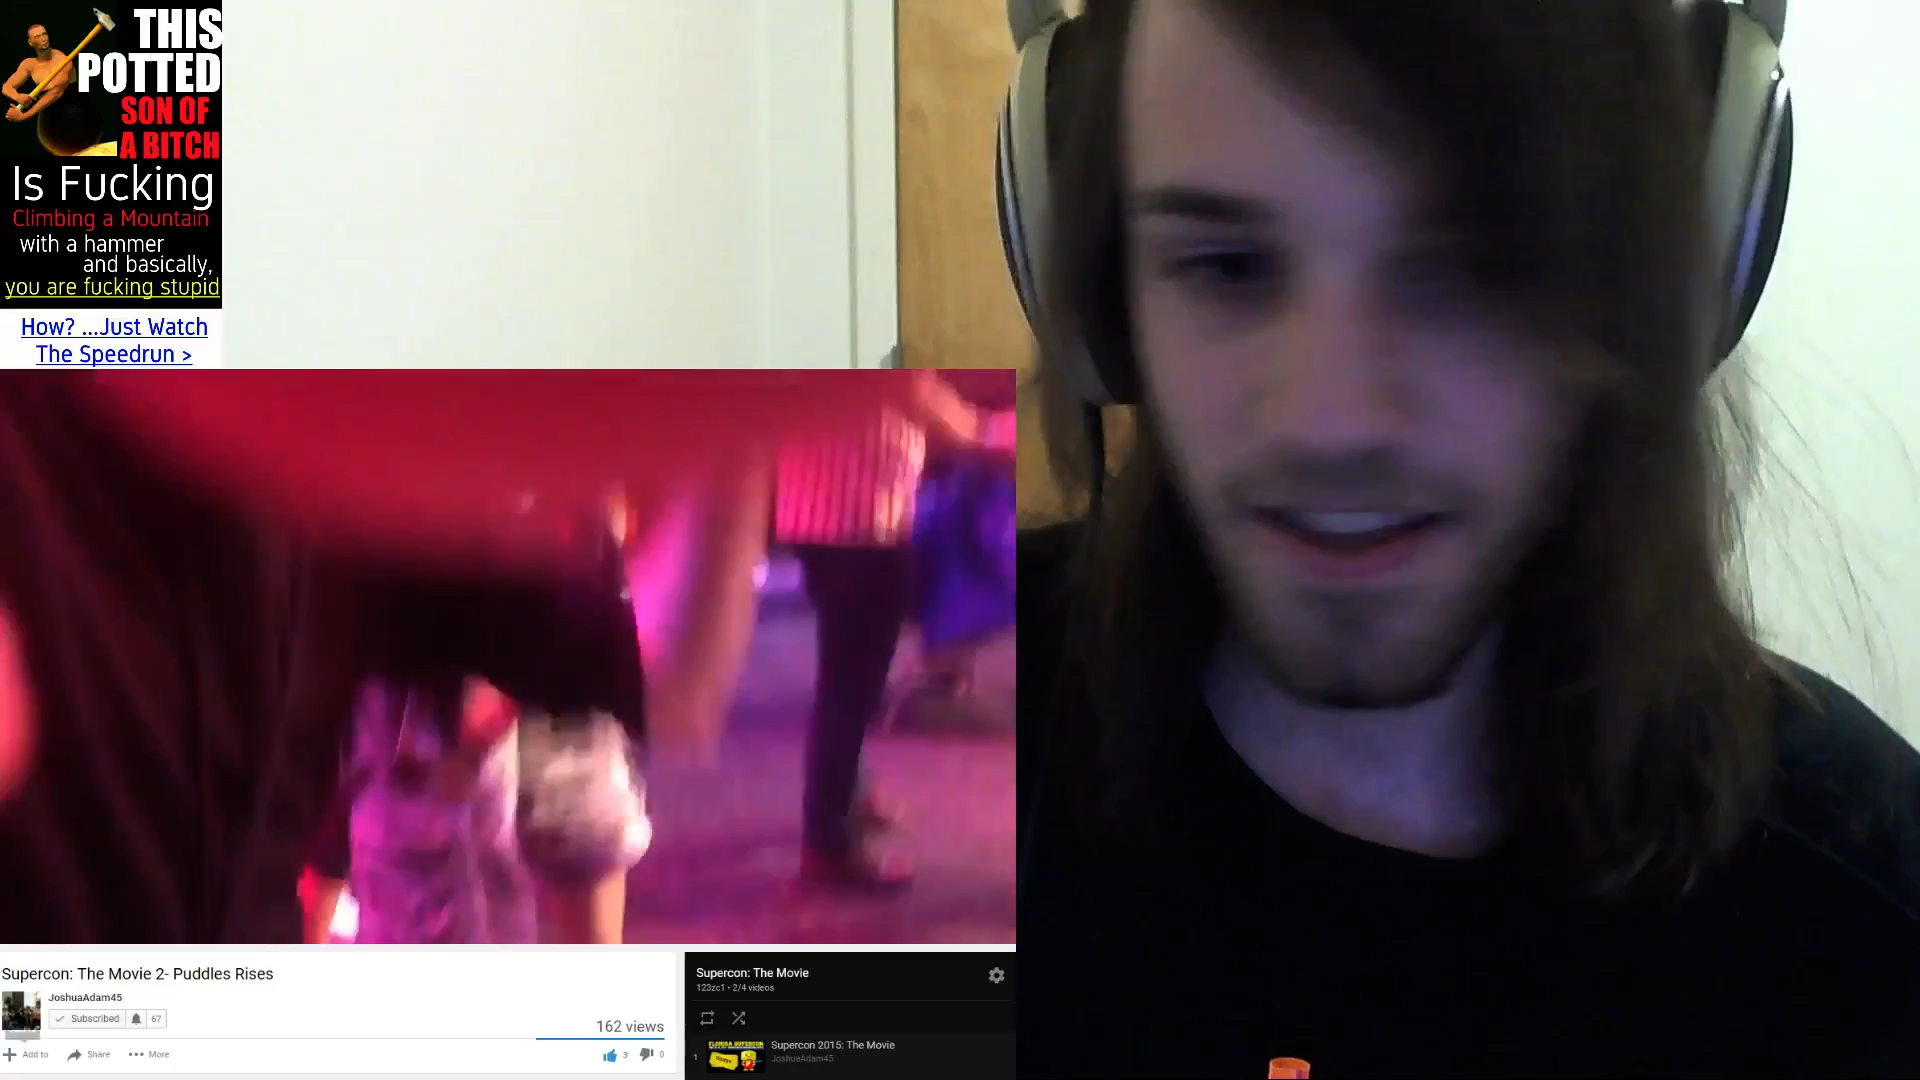 THIS
POTTED
SON OF
A BITCH
Is Fucking
Climbing a Mountain
with a hammer
and basically,
you are fucking stupid
How? ...Just Watch
The Speedrun >
Supercon: The Movie 2- Puddles Rises
JoshuaAdam45
Subscribed 67
162 views
Add to Share More 3 0
Supercon: The Movie
123zc1 • 2/4 videos
1
FLORIDA SUPERCON
Supercon 2015: The Movie
JoshuaAdam45